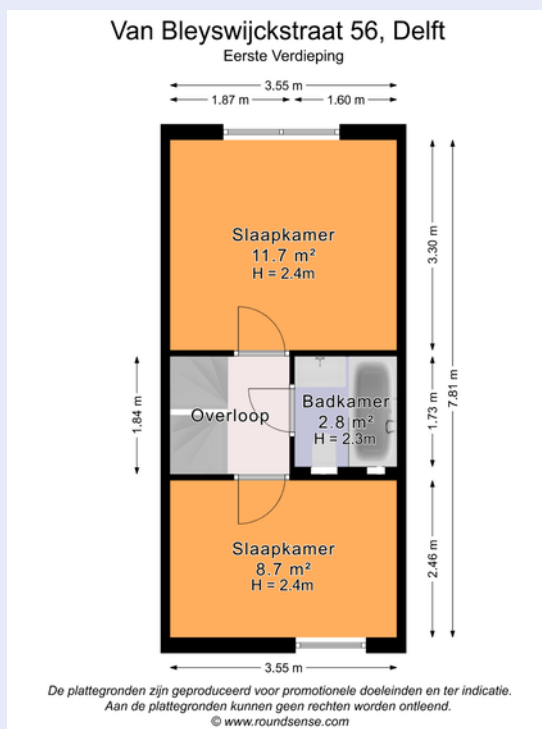 Van Bleyswijckstraat 56, Delft
Eerste Verdieping
3.55 m
1.87 m
1.60 m
Slaapkamer
11.7 m²
H = 2.4m
3.30 m
7.81 m
1.84 m
Overloop
Badkamer
2.8 m²
H = 2.3m
1.73 m
Slaapkamer
8.7 m²
H = 2.4m
2.46 m
3.55 m
De plattegronden zijn geproduceerd voor promotionele doeleinden en ter indicatie.
Aan de plattegronden kunnen geen rechten worden ontleend.
© www.roundsense.com